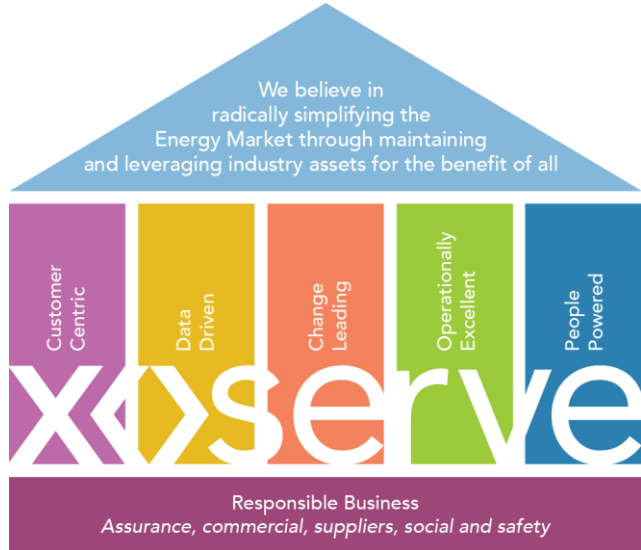 We believe in
radically simplifying the
Energy Market through maintaining
and leveraging industry assets for the benefit of all
Customer
Centric
Data
Driven
Change
Leading
Operationally
Excellent
People
Powered
xoserve
Responsible Business
Assurance, commercial, suppliers, social and safety